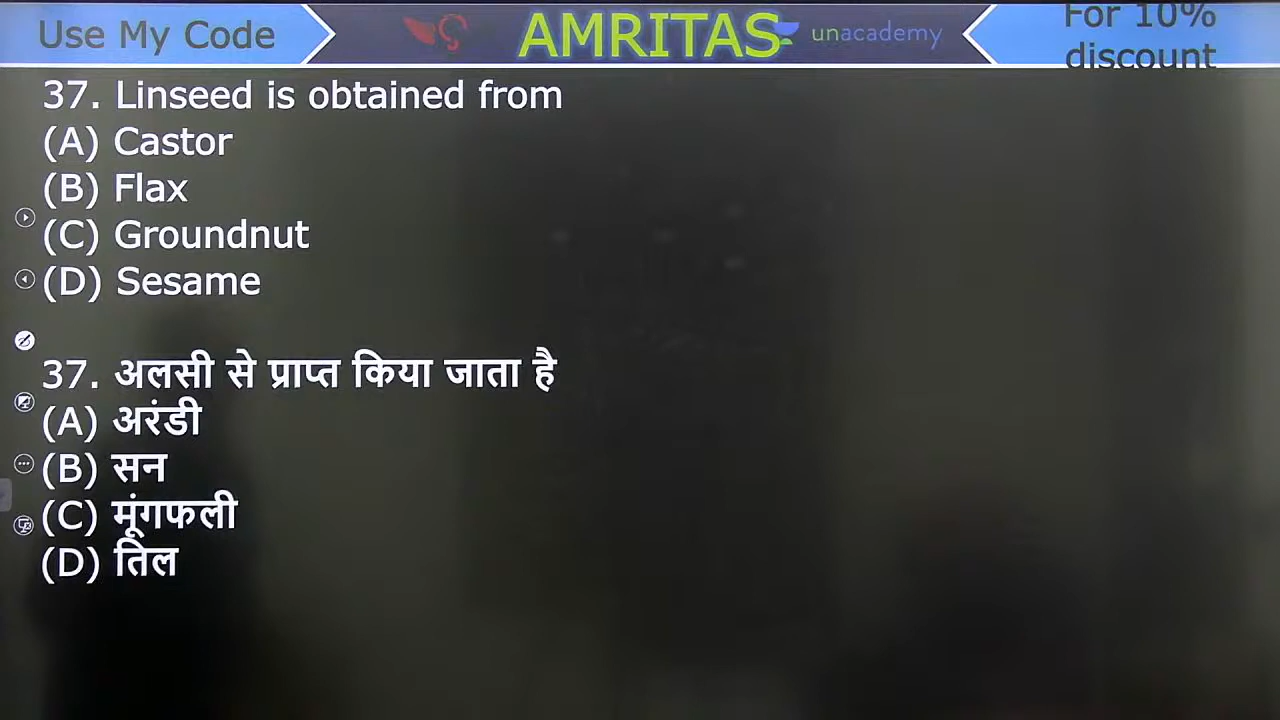 Use My Code
AMRITAS
unacademy
For 10%
discount
37. Linseed is obtained from
(A) Castor
(B) Flax
(C) Groundnut
(D) Sesame
37. अलसी से प्राप्त किया जाता है
(A) अरंडी
(B) सन
(C) मूंगफली
(D) तिल